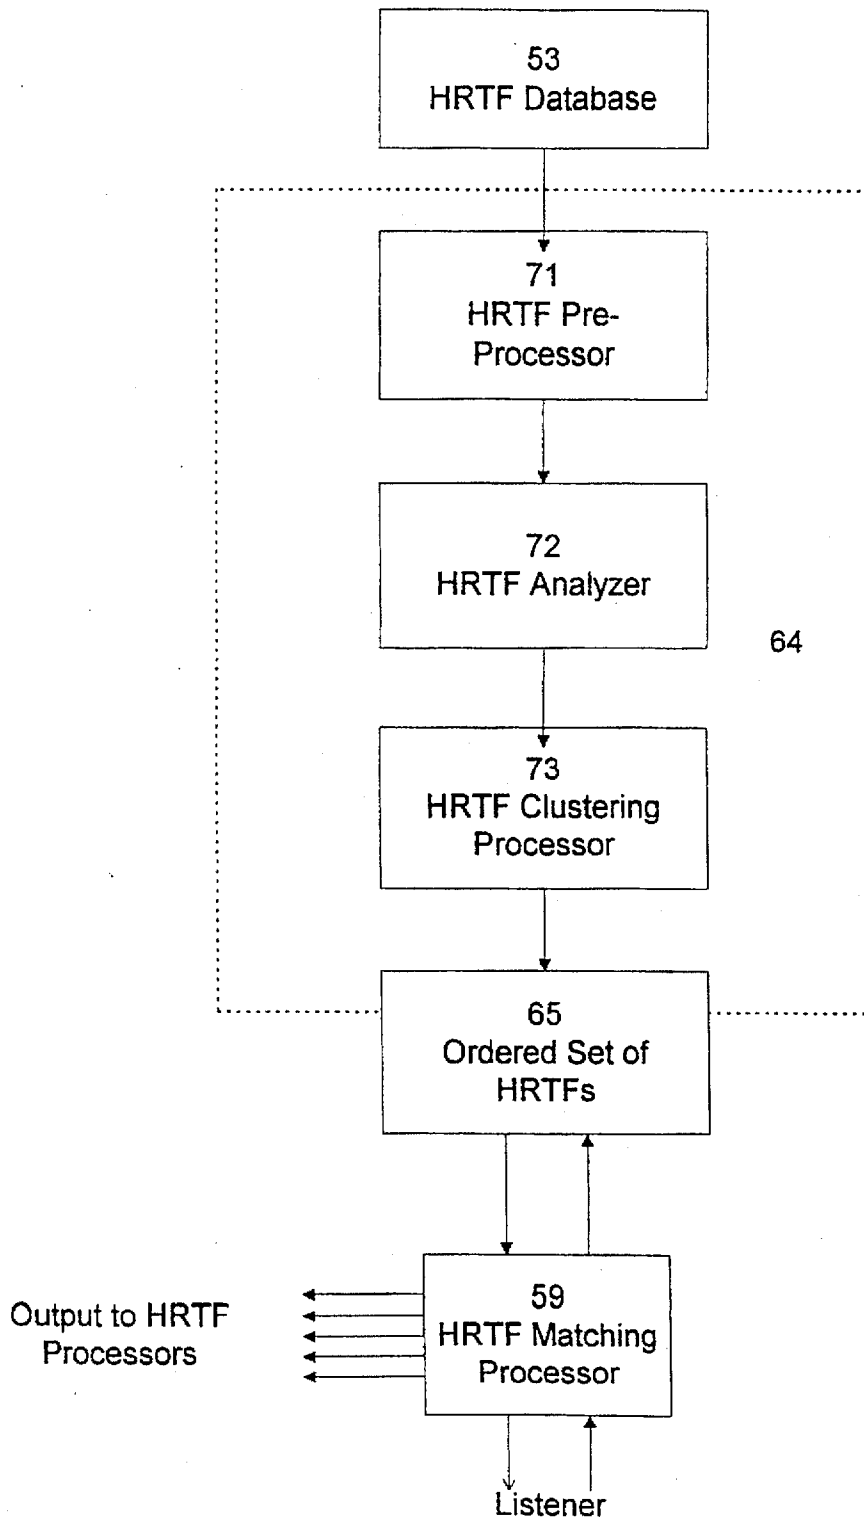 53
HRTF Database
71
HRTF Pre-
Processor
72
HRTF Analyzer
64
73
HRTF Clustering
Processor
65
Ordered Set of
HRTFs
Output to HRTF
Processors
59
HRTF Matching
Processor
Listener